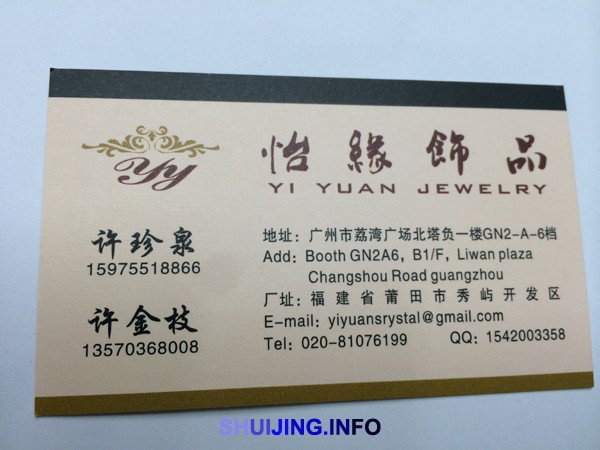 怡緣飾品
YI YUAN JEWELRY
Yy
许珍泉
15975518866
许金枝
13570368008
地址：广州市荔湾广场北塔负一楼GN2-A-6档
Add: Booth GN2A6, B1/F, Liwan plaza
Changshou Road guangzhou
厂址：福建省莆田市秀屿开发区
E-mail: yiyuansrystal@gmail.com
Tel: 020-81076199 QQ: 1542003358
SHUIJING.INFO